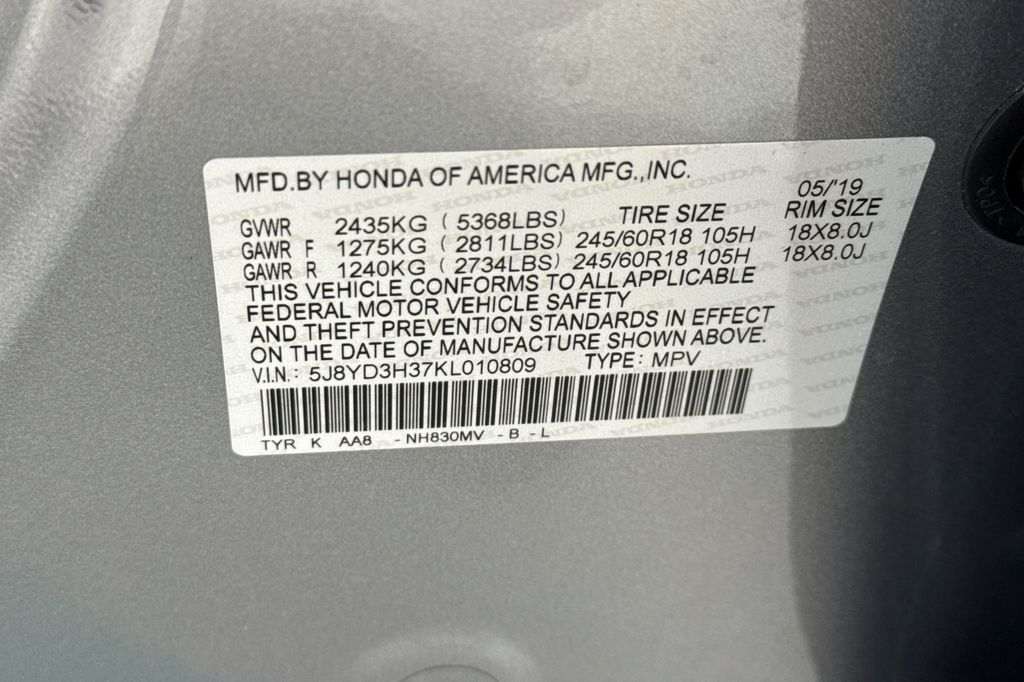 MFD.BY HONDA OF AMERICA MFG.,INC.
05/'19
GVWR 2435KG ( 5368LBS) TIRE SIZE RIM SIZE
GAWR F 1275KG ( 2811LBS) 245/60R18 105H 18X8.0J
GAWR R 1240KG ( 2734LBS) 245/60R18 105H 18X8.0J
THIS VEHICLE CONFORMS TO ALL APPLICABLE
FEDERAL MOTOR VEHICLE SAFETY
AND THEFT PREVENTION STANDARDS IN EFFECT
ON THE DATE OF MANUFACTURE SHOWN ABOVE.
V.I.N.: 5J8YD3H37KL010809 TYPE: MPV
TYR K AA8 - NH830MV - B - L